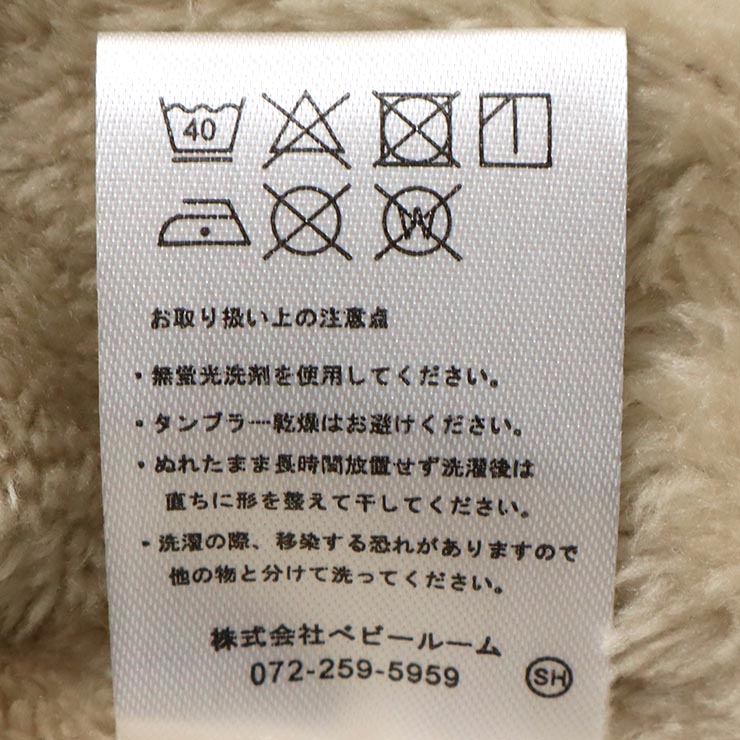 40
W
お取り扱い上の注意点
・無蛍光洗剤を使用してください。
・タンブラー乾燥はお避けください。
・ぬれたまま長時間放置せず洗濯後は
直ちに形を整えて干してください。
・洗濯の際、移染する恐れがありますので
他の物と分けて洗ってください。
株式会社ベビールーム
072-259-5959
SH